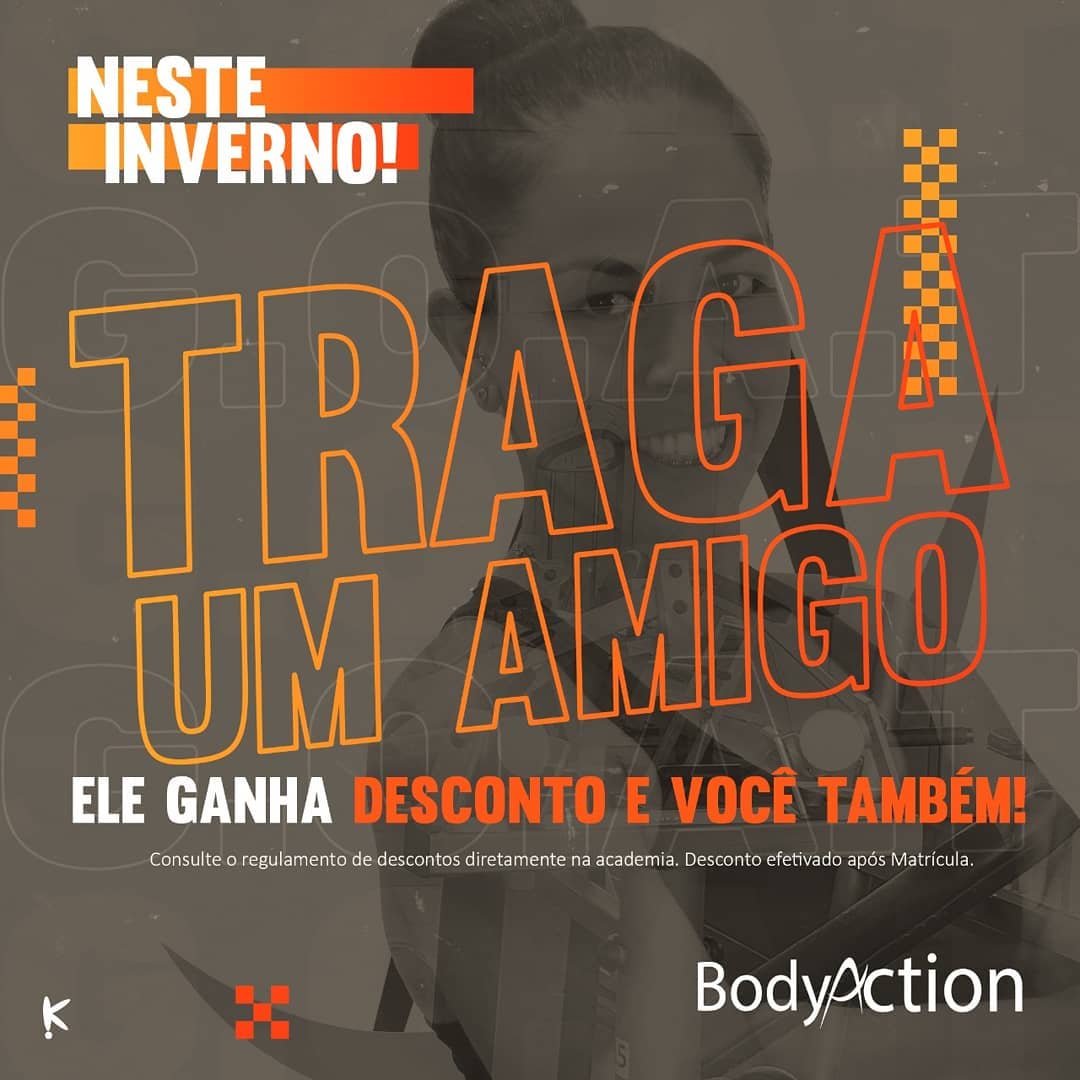 NESTE
INVERNO!
G.O.A.T
TRAGA
UM AMIGO
G.O.A.T
ELE GANHA DESCONTO E VOCÊ TAMBÉM!
Consulte o regulamento de descontos diretamente na academia. Desconto efetivado após Matrícula.
BodyAction
K
5